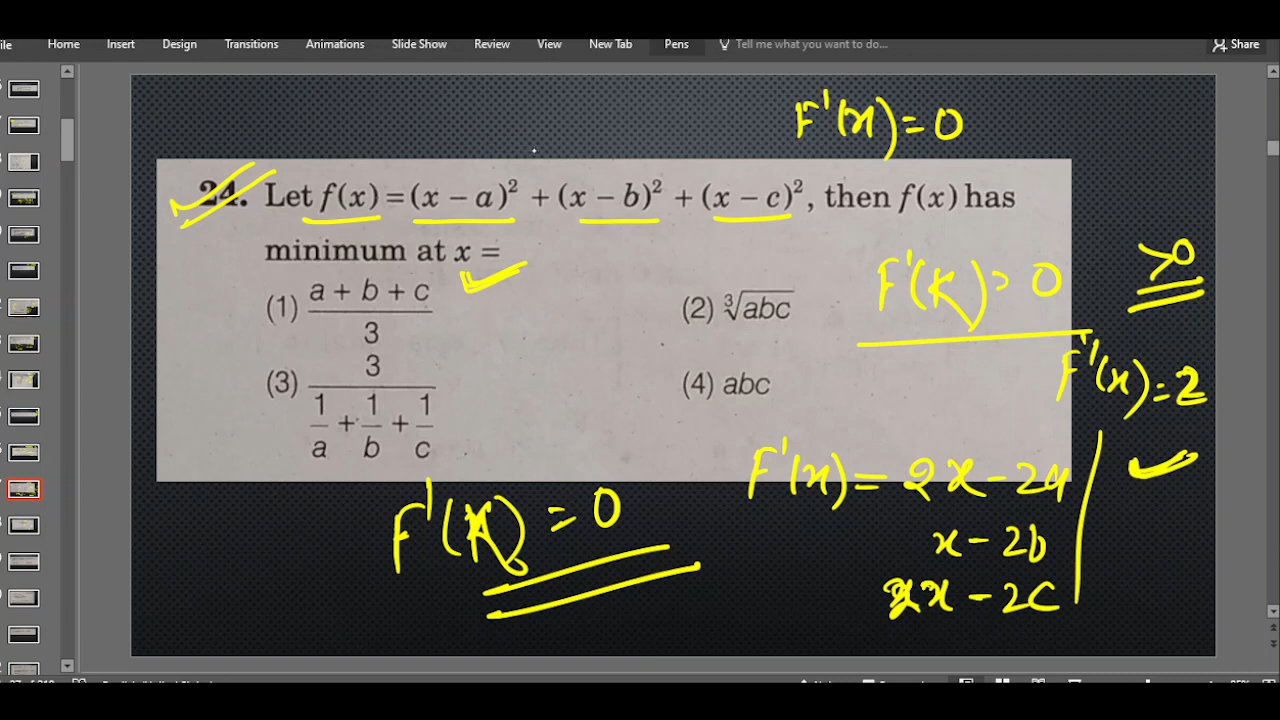 File Home Insert Design Transitions Animations Slide Show Review View New Tab Pens Tell me what you want to do... Share
F'(x) = 0
24. Let f(x) = (x – a)² + (x – b)² + (x – c)², then f(x) has
minimum at x =
(1) a + b + c / 3
(2) ∛abc
(3) 3 / 1/a + 1/b + 1/c
(4) abc
F'(K) = 0
>0
F''(x) = 2
F'(x) = 2x – 2a
x – 2b
2x – 2c
F'(K) = 0